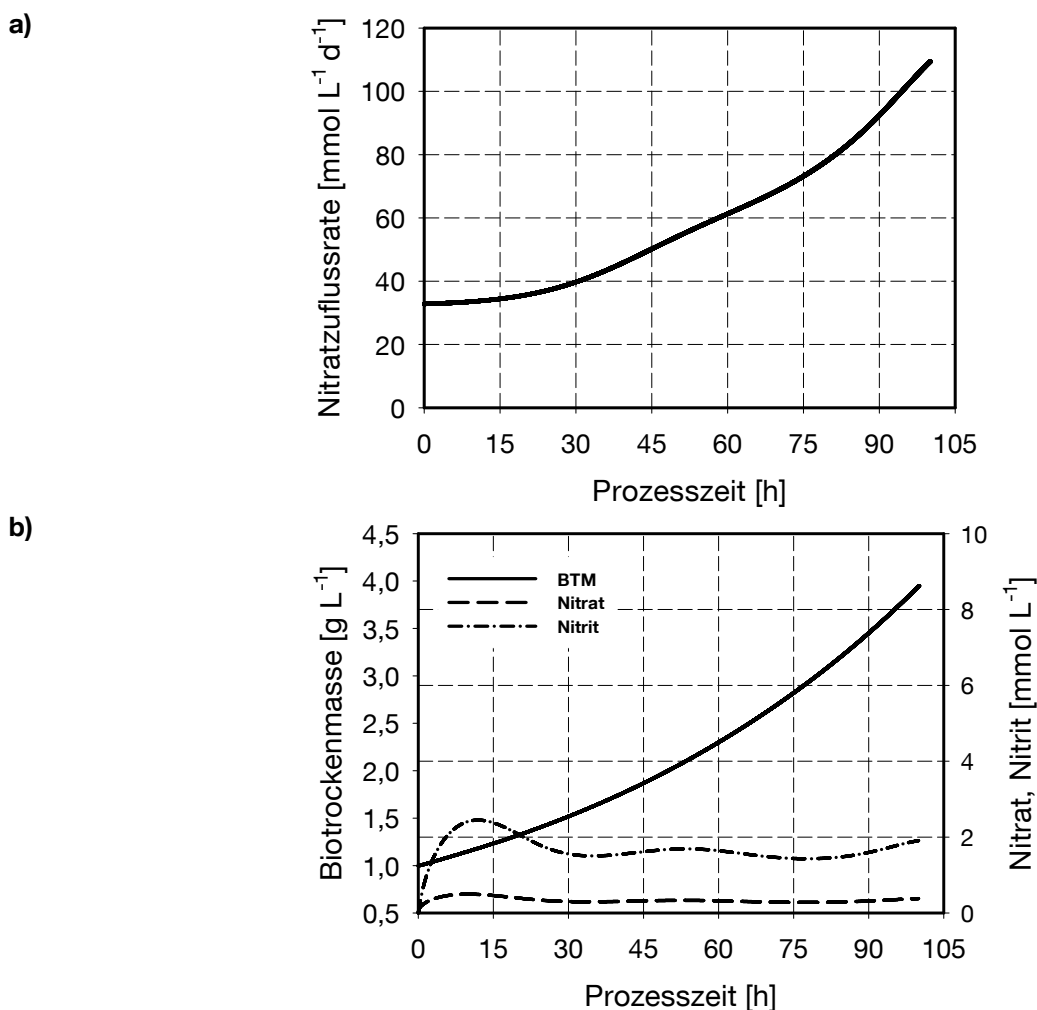 a)
Nitratzuflussrate [mmol L⁻¹ d⁻¹]
120
100
80
60
40
20
0
0 15 30 45 60 75 90 105
Prozesszeit [h]
b)
Biotrockenmasse [g L⁻¹]
4,5
4,0
3,5
3,0
2,5
2,0
1,5
1,0
0,5
BTM
Nitrat
Nitrit
10
8
6
4
2
0
Nitrat, Nitrit [mmol L⁻¹]
0 15 30 45 60 75 90 105
Prozesszeit [h]